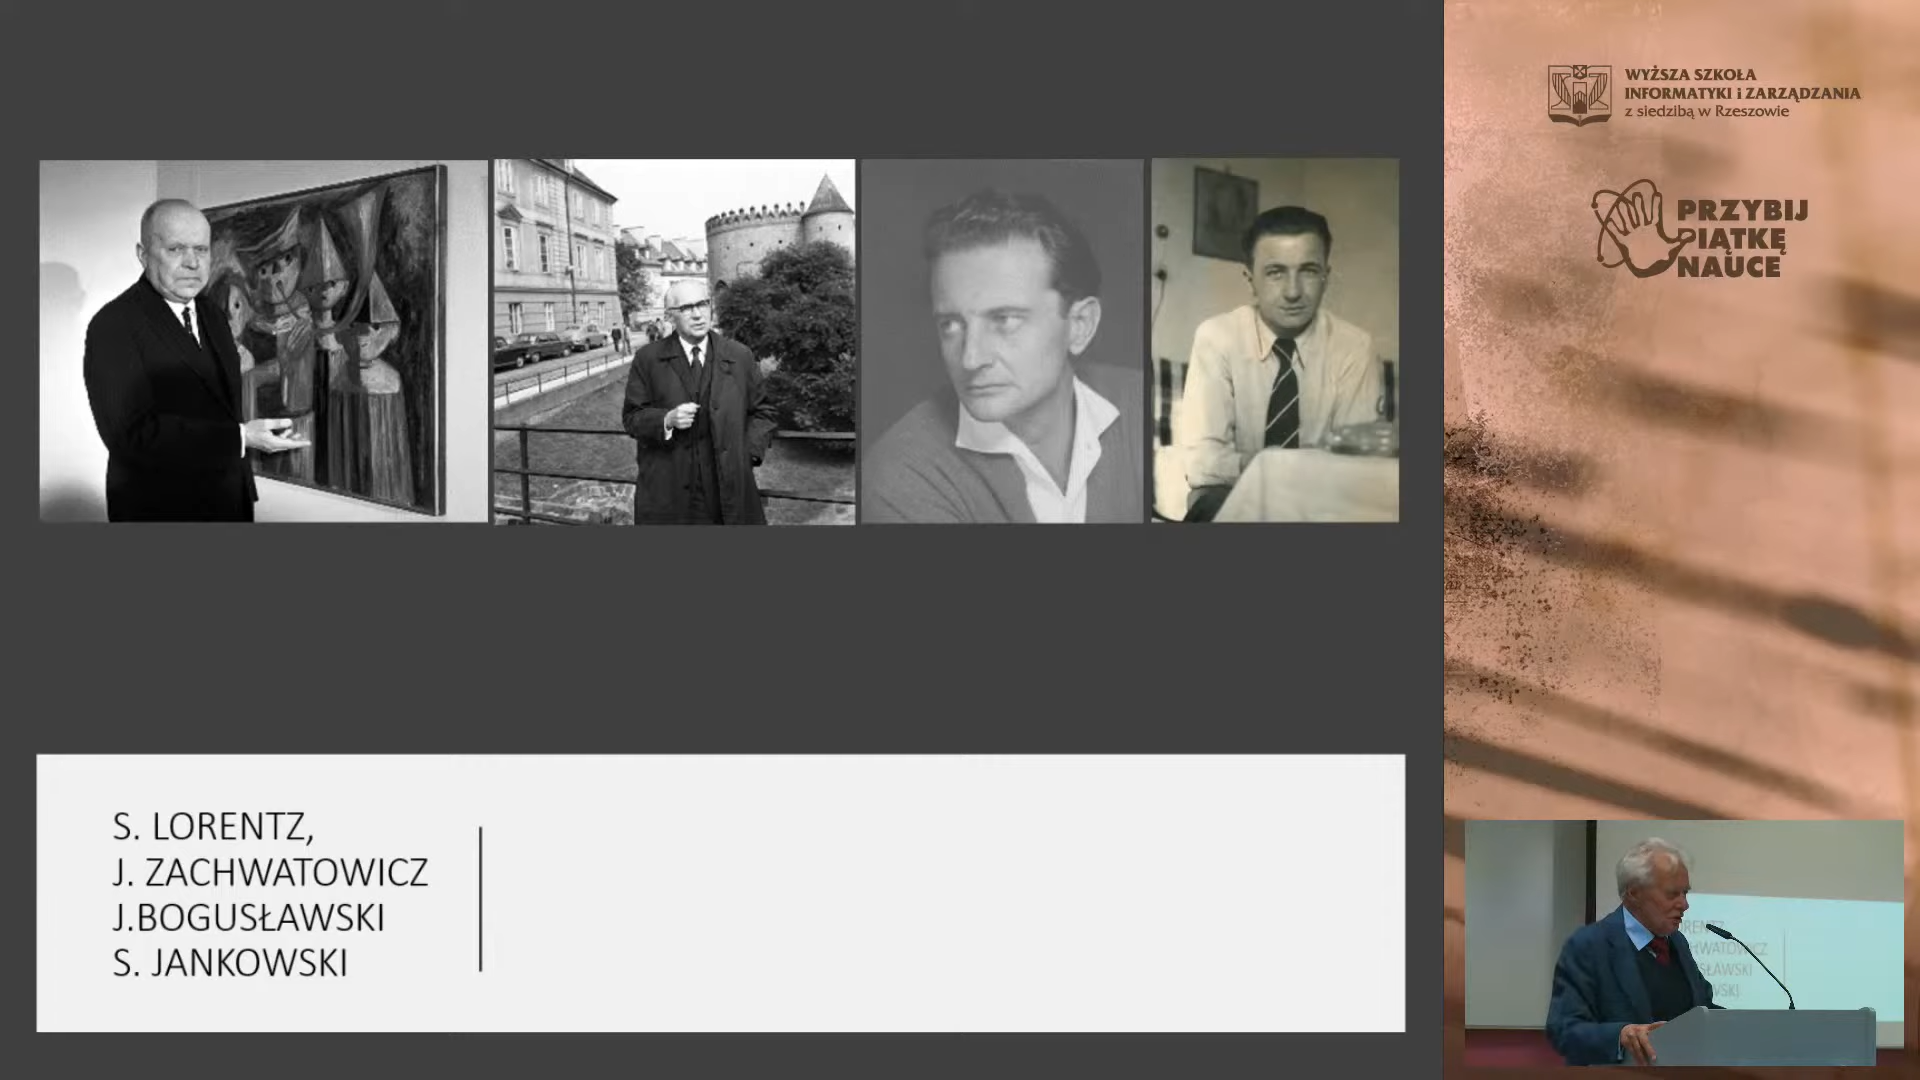 S. LORENTZ,
J. ZACHWATOWICZ
J.BOGUSŁAWSKI
S. JANKOWSKI
WYŻSZA SZKOŁA
INFORMATYKI i ZARZĄDZANIA
z siedzibą w Rzeszowie
PRZYBIJ
PIĄTKĘ
NAUCE